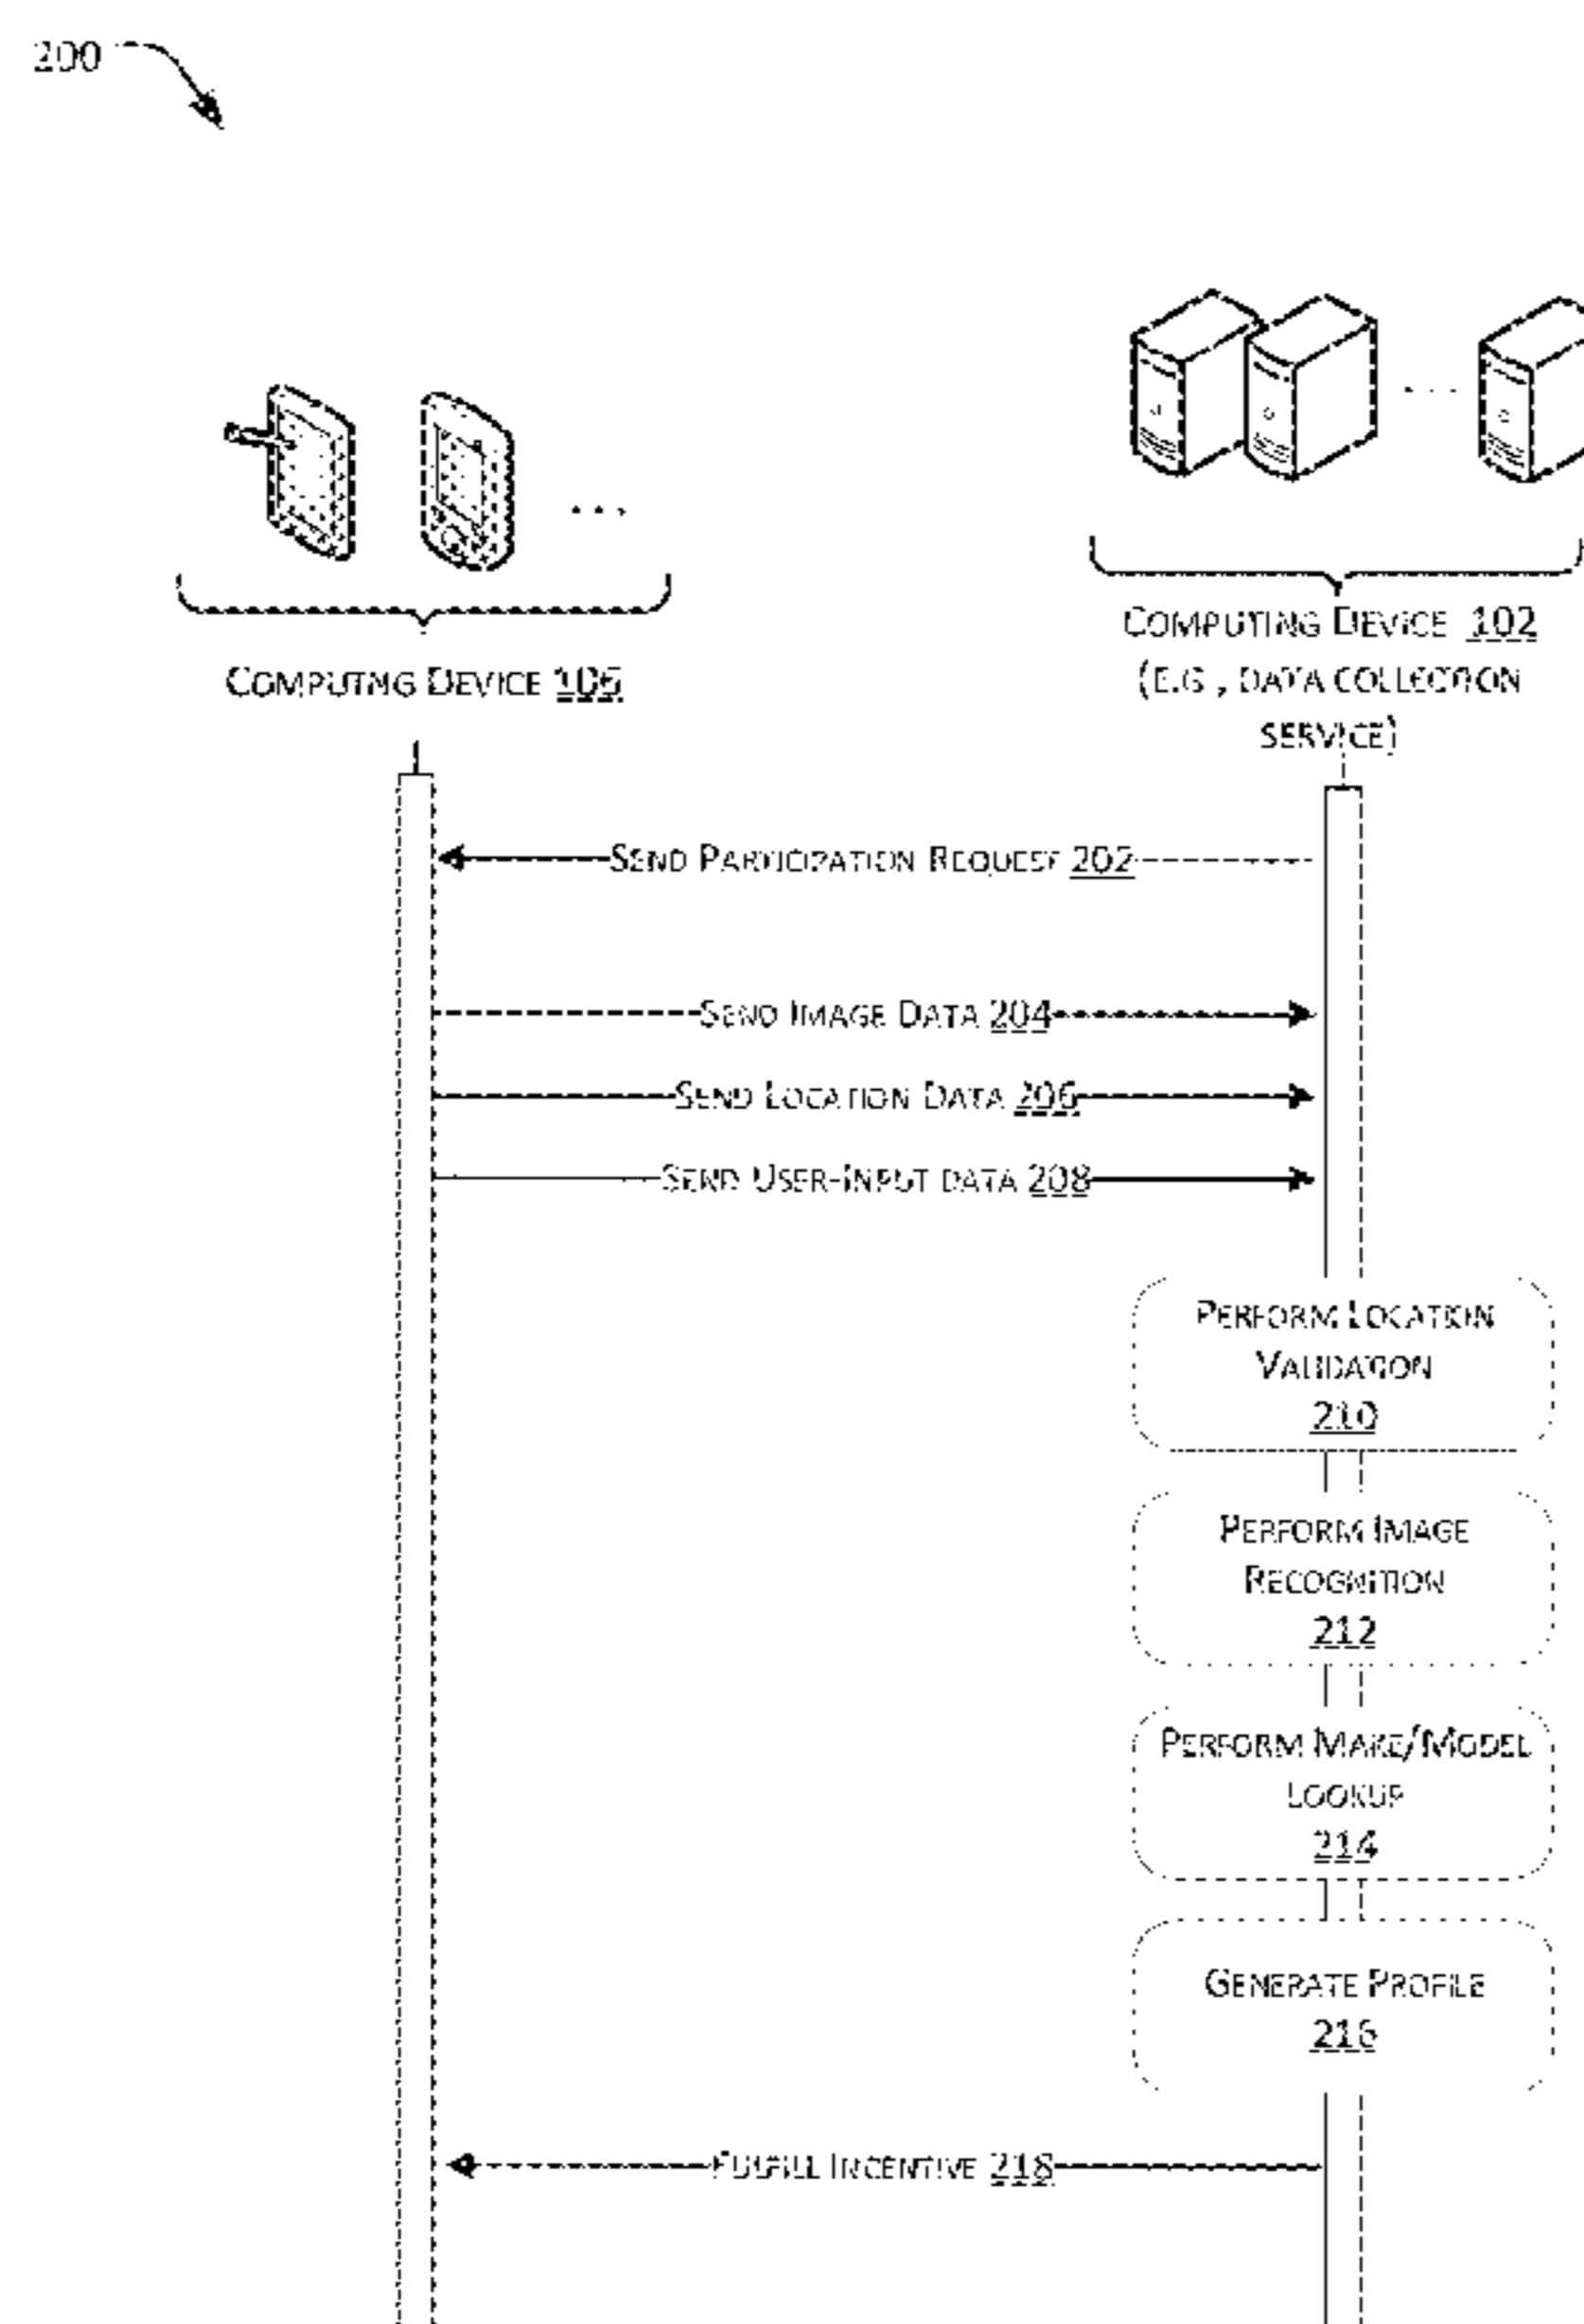 200
COMPUTING DEVICE 102
(E.G., DATA COLLECTION
SERVICE)
COMPUTING DEVICE 106
SEND PARTICIPATION REQUEST 202
SEND IMAGE DATA 204
SEND LOCATION DATA 206
SEND USER-INPUT DATA 208
PERFORM LOCATION
VALIDATION
210
PERFORM IMAGE
RECOGNITION
212
PERFORM MAKE/MODEL
LOOKUP
214
GENERATE PROFILE
216
FULFILL INCENTIVE 218